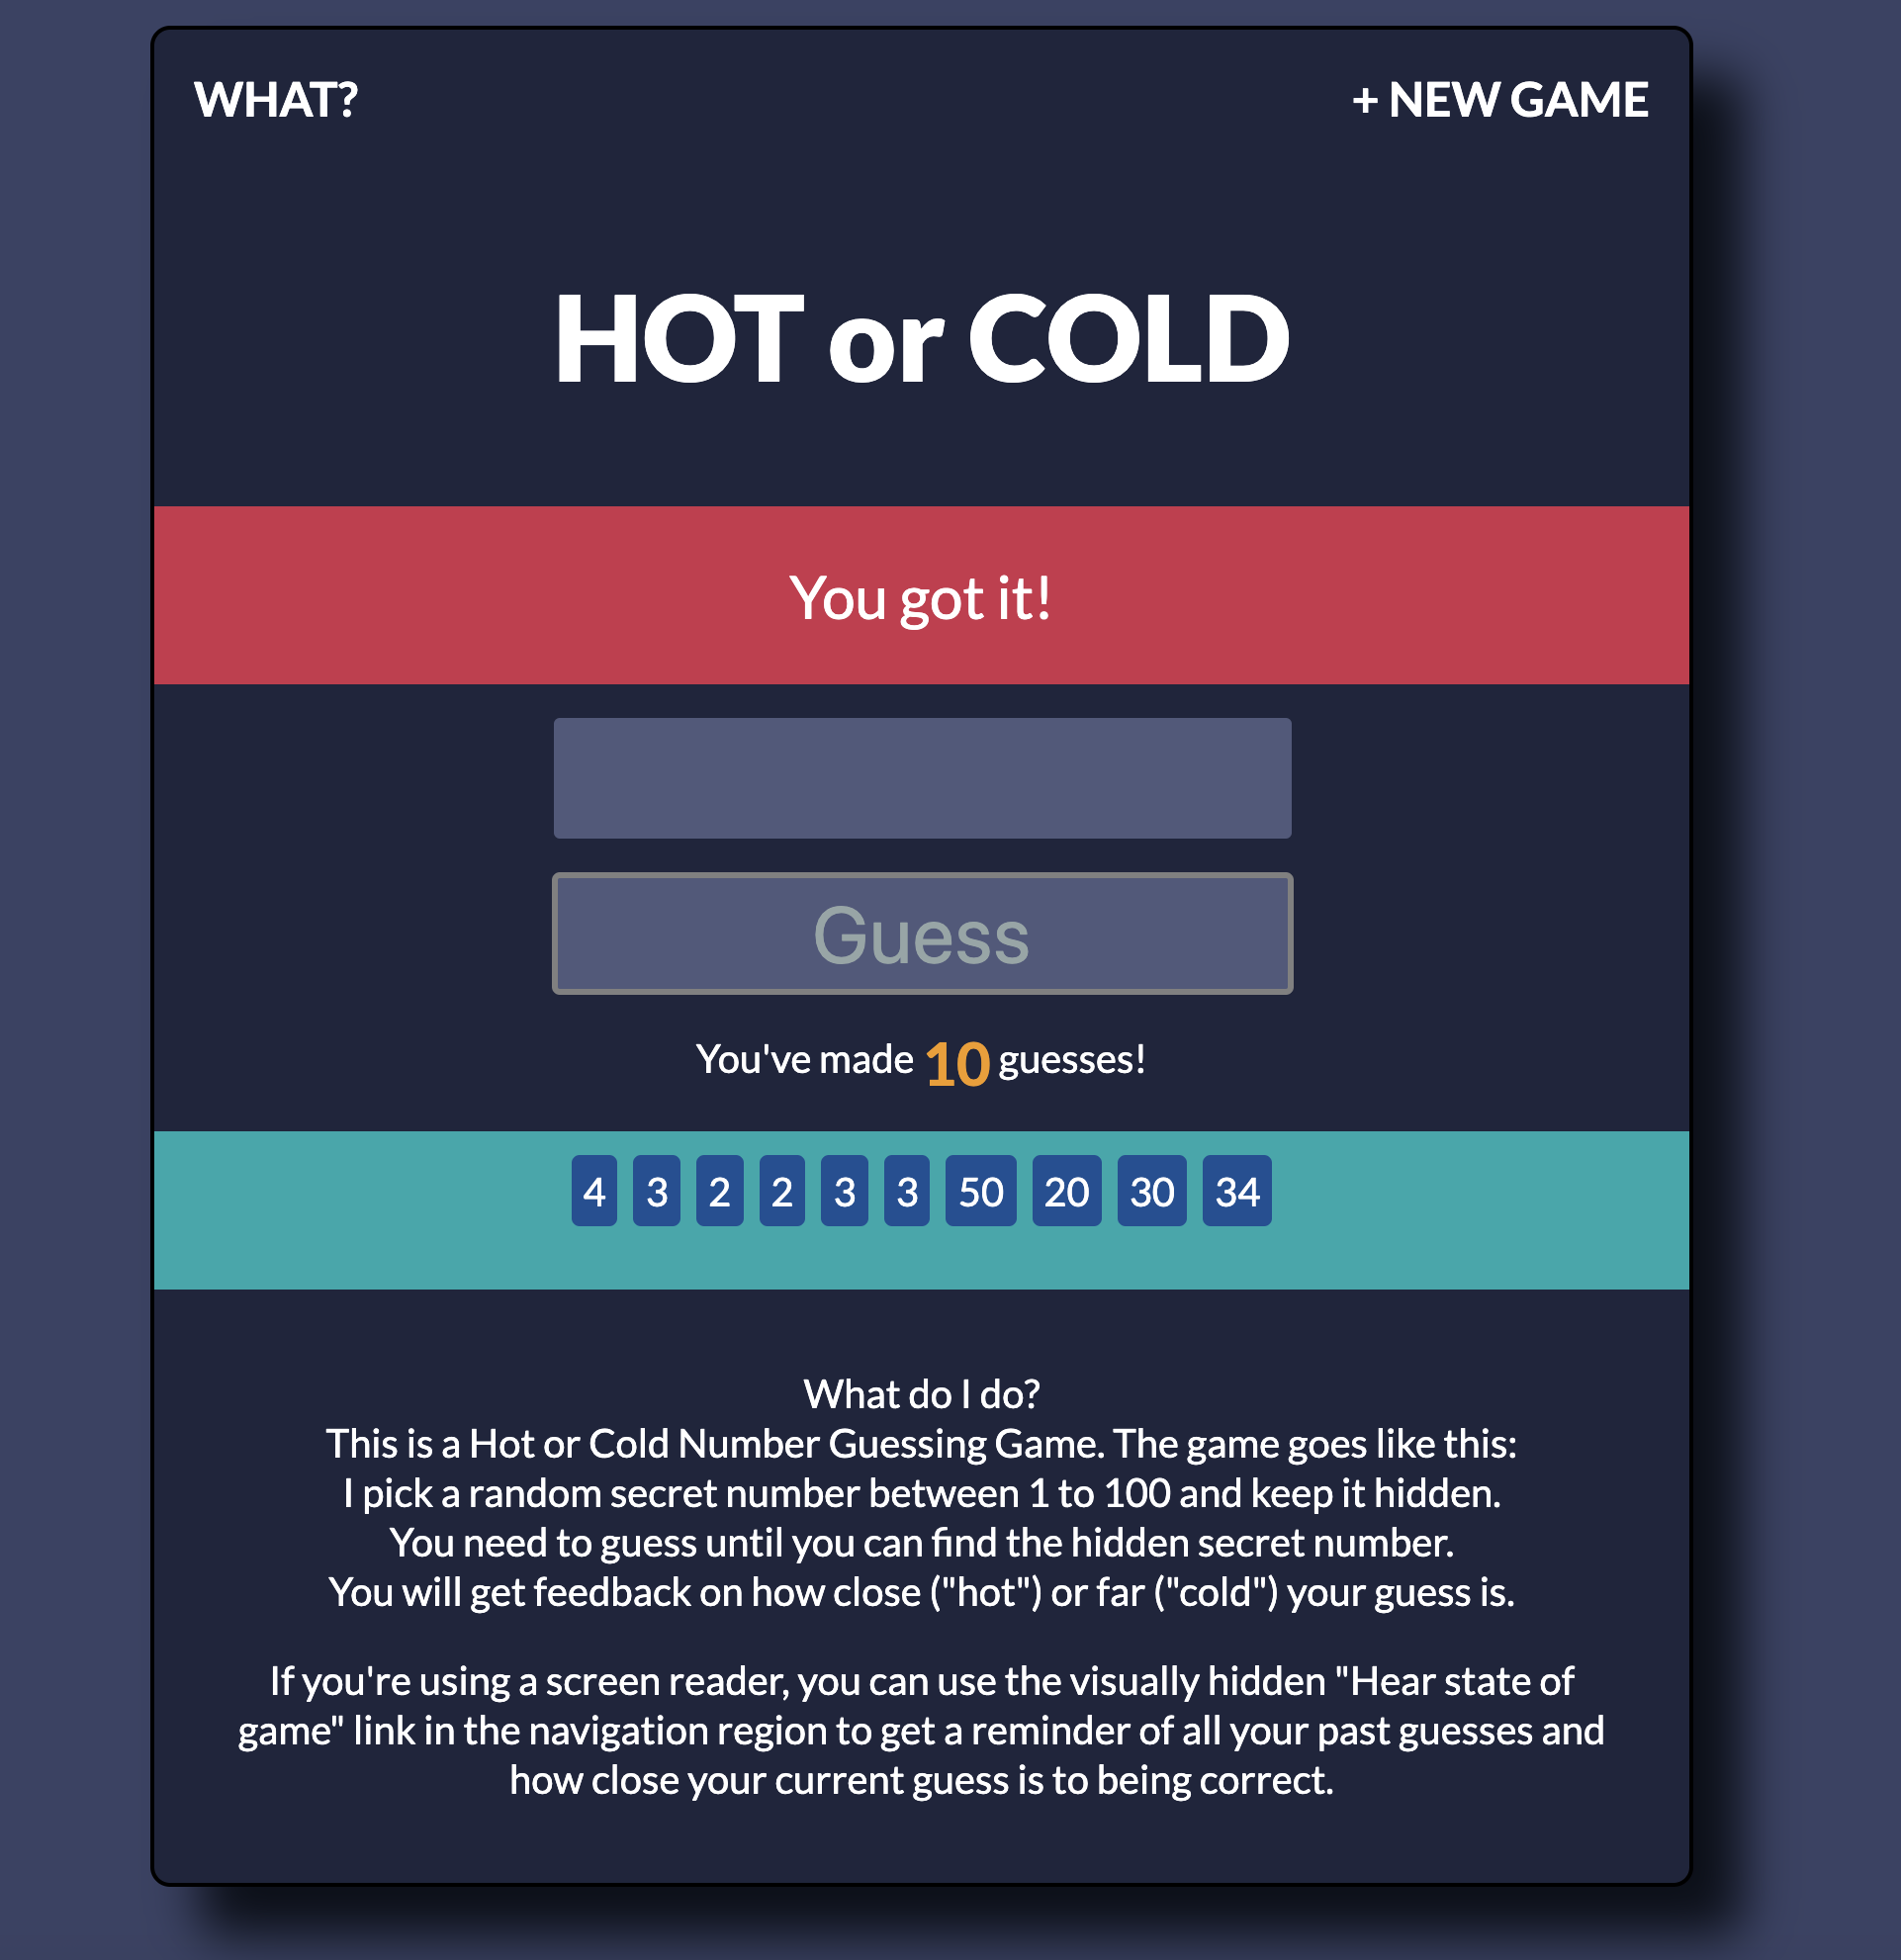 WHAT?
+ NEW GAME
HOT or COLD
You got it!
Guess
You've made 10 guesses!
4 3 2 2 3 3 50 20 30 34
What do I do?
This is a Hot or Cold Number Guessing Game. The game goes like this:
I pick a random secret number between 1 to 100 and keep it hidden.
You need to guess until you can find the hidden secret number.
You will get feedback on how close ("hot") or far ("cold") your guess is.
If you're using a screen reader, you can use the visually hidden "Hear state of
game" link in the navigation region to get a reminder of all your past guesses and
how close your current guess is to being correct.